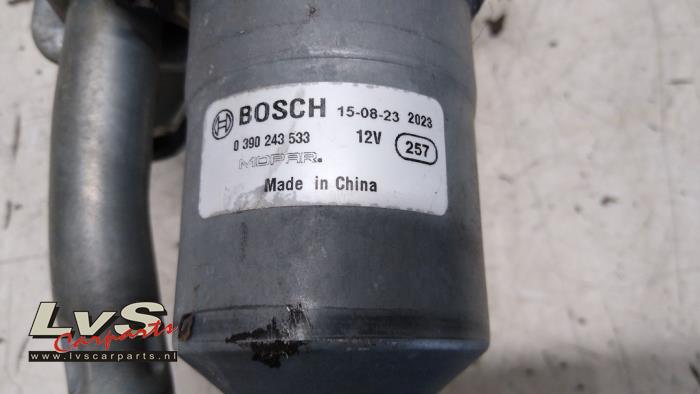 BOSCH 15-08-23 2023
0 390 243 533 12V 257
MOPAR.
Made in China
LvS
Carparts
www.lvscarparts.nl